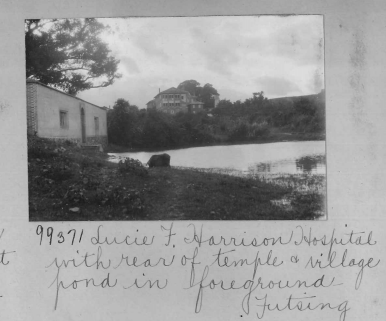 99371 Lucie F. Harrison Hospital
t with rear of temple & village
pond in foreground
Futsing